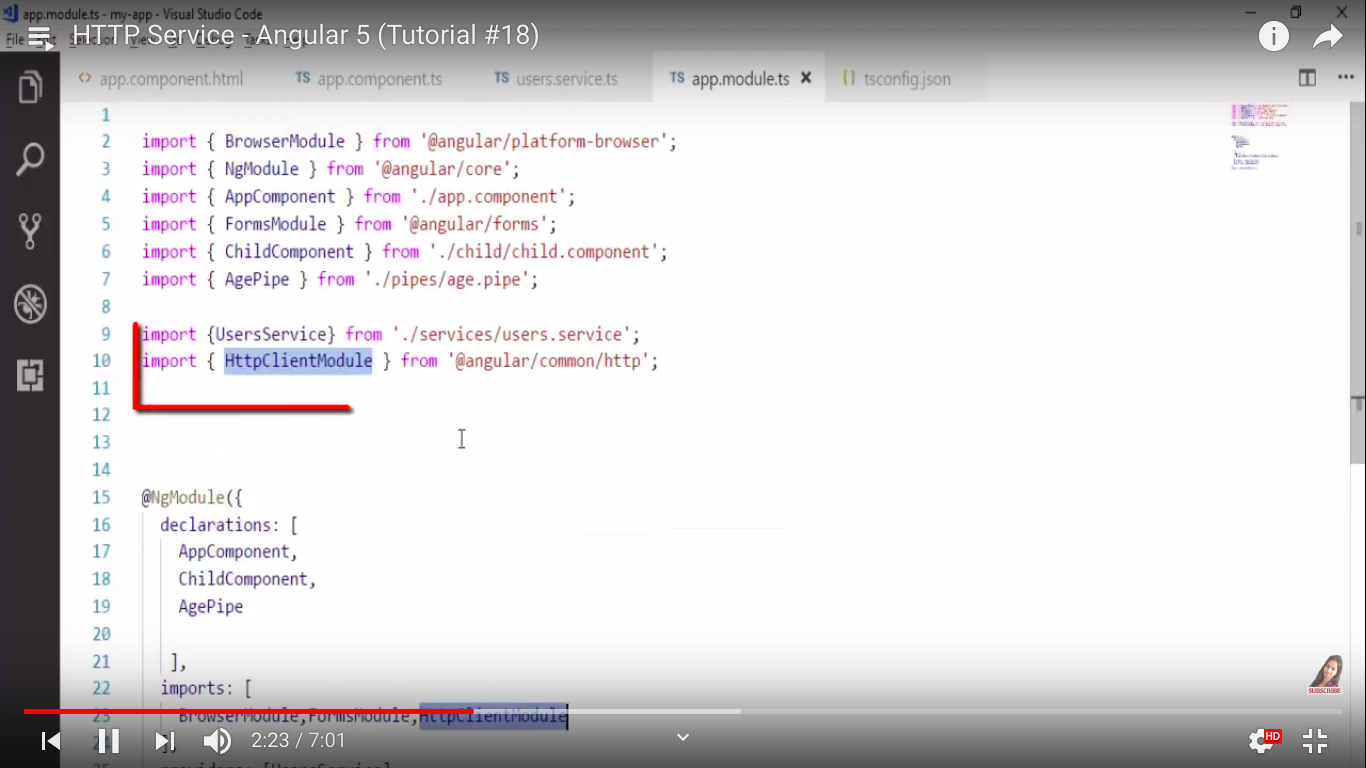 app.module.ts - my-app - Visual Studio Code
HTTP Service - Angular 5 (Tutorial #18)
File
app.component.html
TS app.component.ts
TS users.service.ts
TS app.module.ts ×
{} tsconfig.json
1
2 import { BrowserModule } from '@angular/platform-browser';
3 import { NgModule } from '@angular/core';
4 import { AppComponent } from './app.component';
5 import { FormsModule } from '@angular/forms';
6 import { ChildComponent } from './child/child.component';
7 import { AgePipe } from './pipes/age.pipe';
8
9 import {UsersService} from './services/users.service';
10 import { HttpClientModule } from '@angular/common/http';
11
12
13
14
15 @NgModule({
16 declarations: [
17 AppComponent,
18 ChildComponent,
19 AgePipe
20
21 ],
22 imports: [
23 BrowserModule,FormsModule,HttpClientModule
24 ],
25 providers: [UsersService]
SUBSCRIBE
2:23 / 7:01
HD